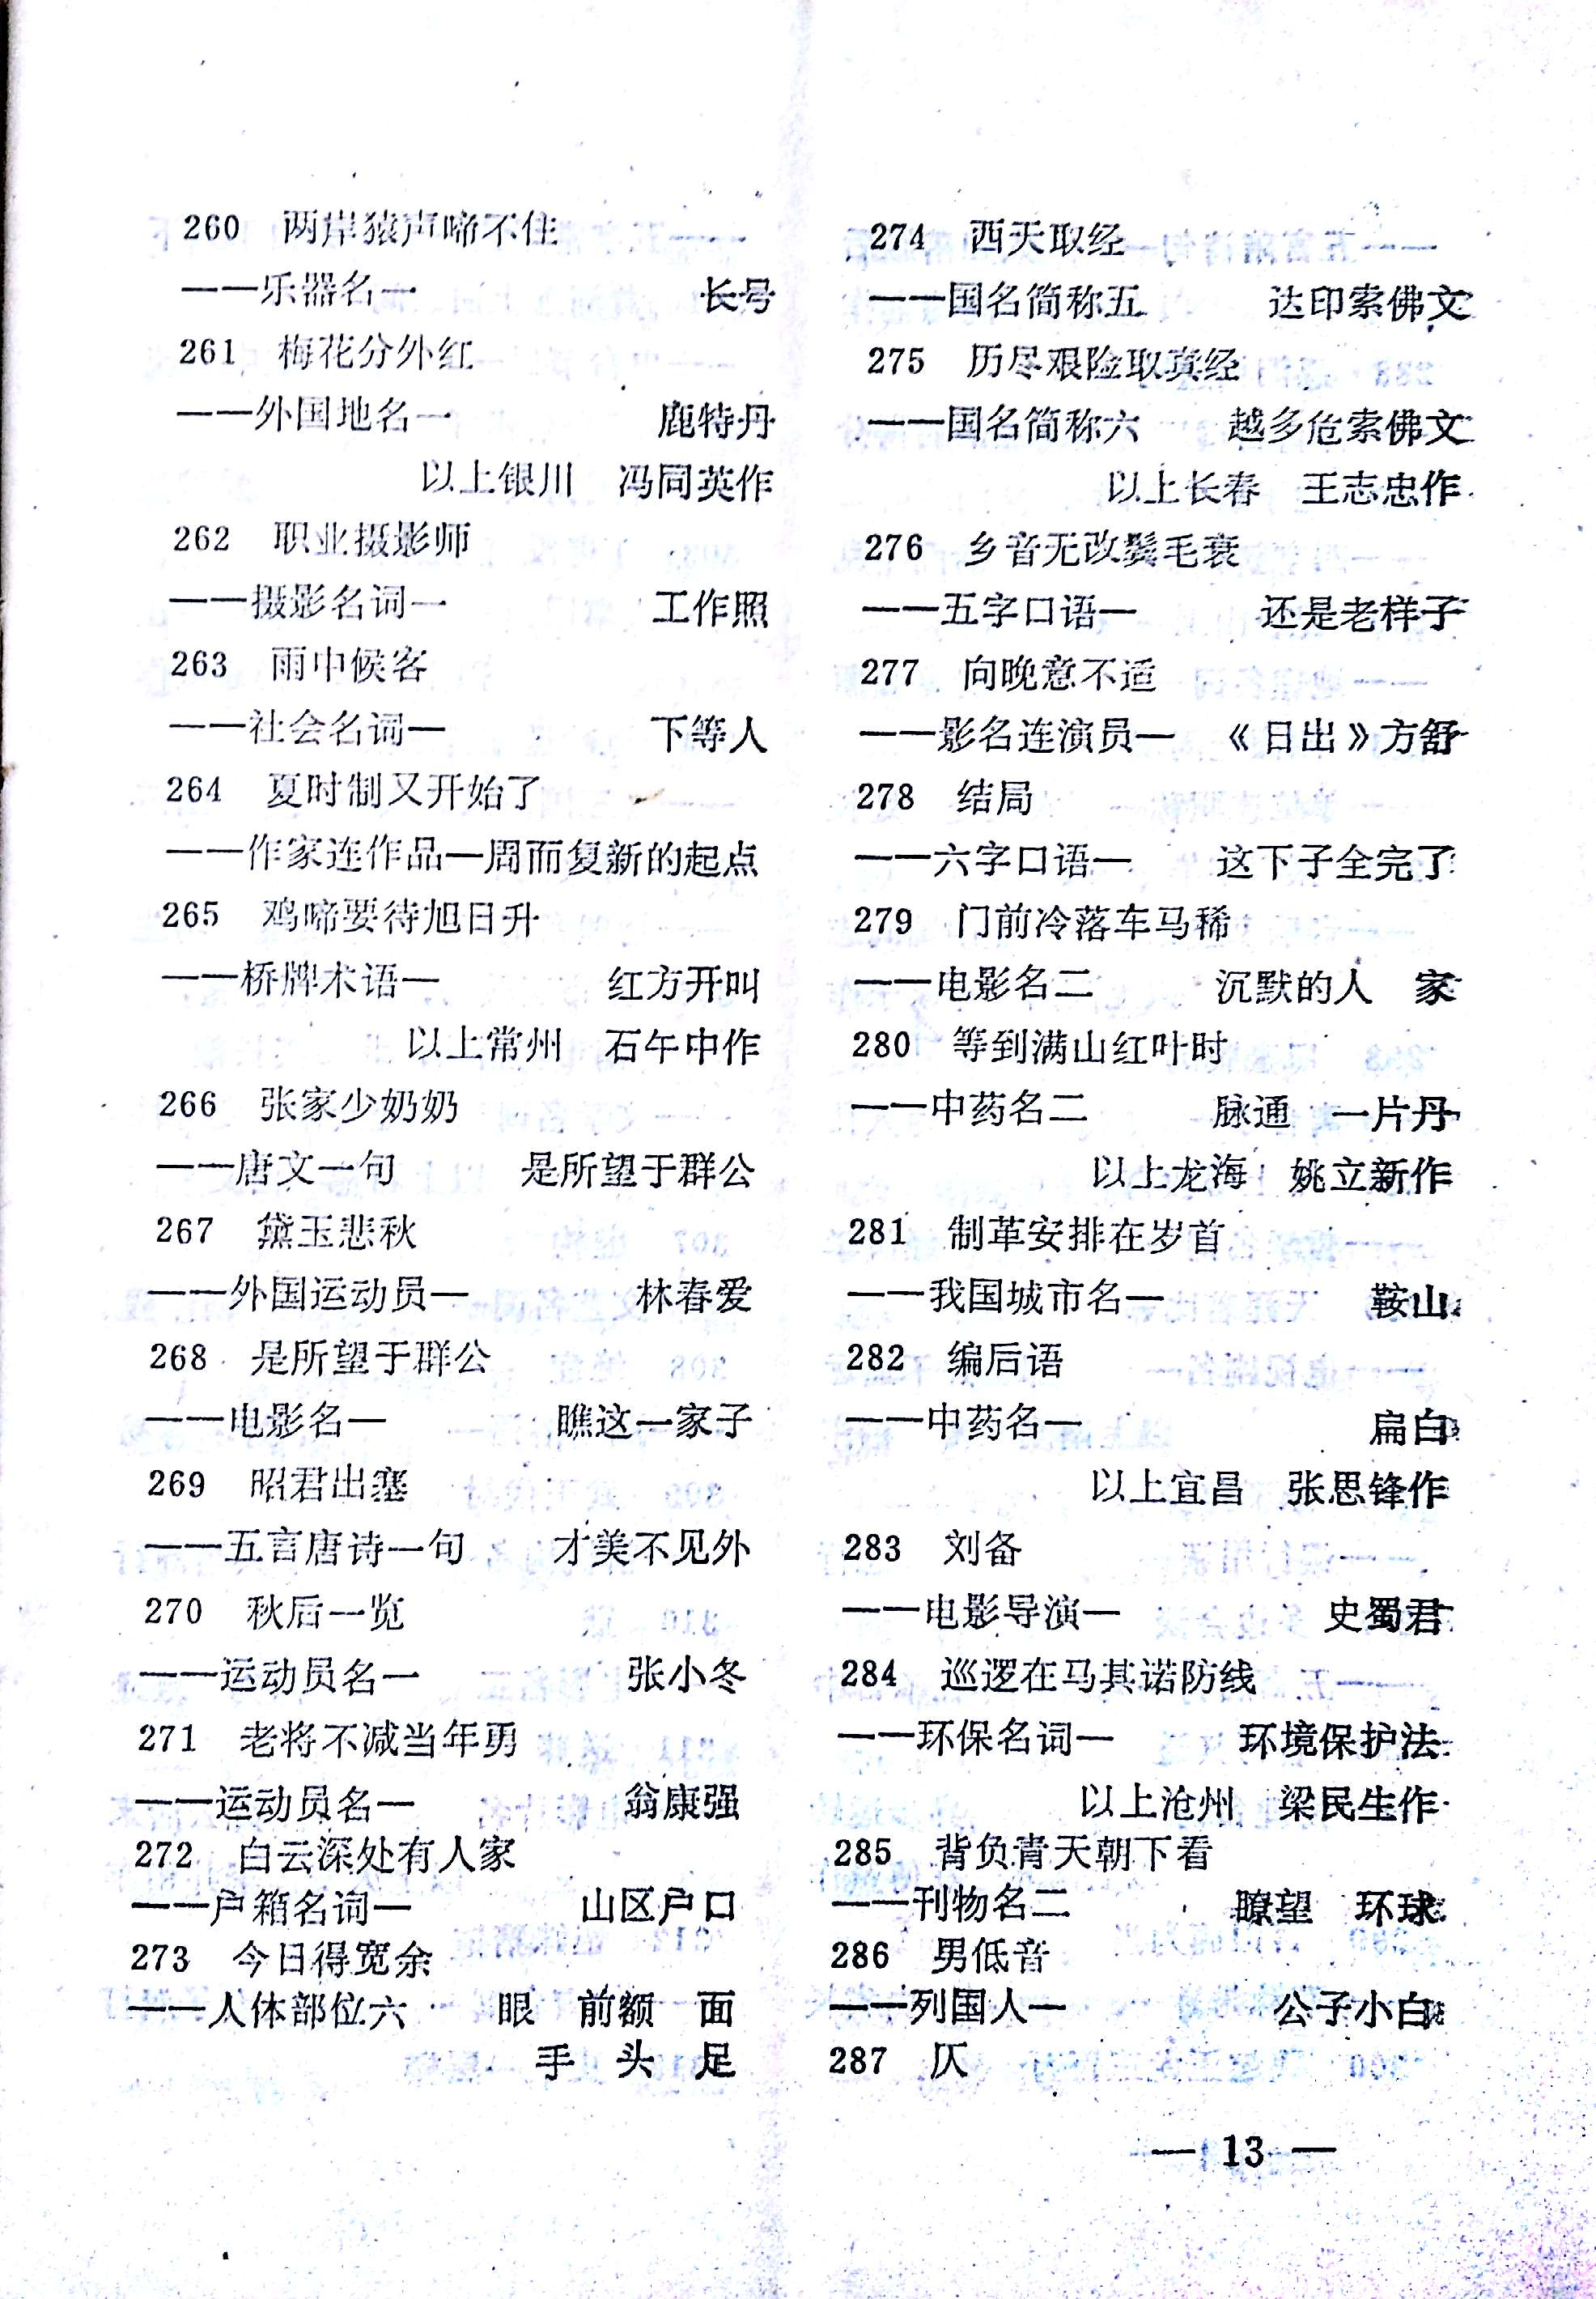 260 两岸猿声啼不住
——乐器名一 长号
261 梅花分外红
——外国地名一 鹿特丹
以上银川 冯同英作
262 职业摄影师
——摄影名词一 工作照
263 雨中候客
——社会名词一 下等人
264 夏时制又开始了
——作家连作品一周而复新的起点
265 鸡啼要待旭日升
——桥牌术语一 红方开叫
以上常州 石午中作
266 张家少奶奶
——唐文一句 是所望于群公
267 黛玉悲秋
——外国运动员一 林春爱
268 是所望于群公
——电影名一 瞧这一家子
269 昭君出塞
——五言唐诗一句 才美不见外
270 秋后一览
——运动员名一 张小冬
271 老将不减当年勇
——运动员名一 翁康强
272 白云深处有人家
——户籍名词一 山区户口
273 今日得宽余
——人体部位六 眼 前额 面
手 头 足
274 西天取经
——国名简称五 达印索佛文
275 历尽艰险取真经
——国名简称六 越多危索佛文
以上长春 王志忠作
276 乡音无改鬓毛衰
——五字口语一 还是老样子
277 向晚意不适
——影名连演员一 《日出》方舒
278 结局
——六字口语一 这下子全完了
279 门前冷落车马稀
——电影名二 沉默的人 家
280 等到满山红叶时
——中药名二 脉通 一片丹
以上龙海 姚立新作
281 制革安排在岁首
——我国城市名一 鞍山
282 编后语
——中药名一 扁白
以上宜昌 张思锋作
283 刘备
——电影导演一 史蜀君
284 巡逻在马其诺防线
——环保名词一 环境保护法
以上沧州 梁民生作
285 背负青天朝下看
——刊物名二 瞭望 环球
286 男低音
——列国人一 公子小白
287 仄
— 13 —